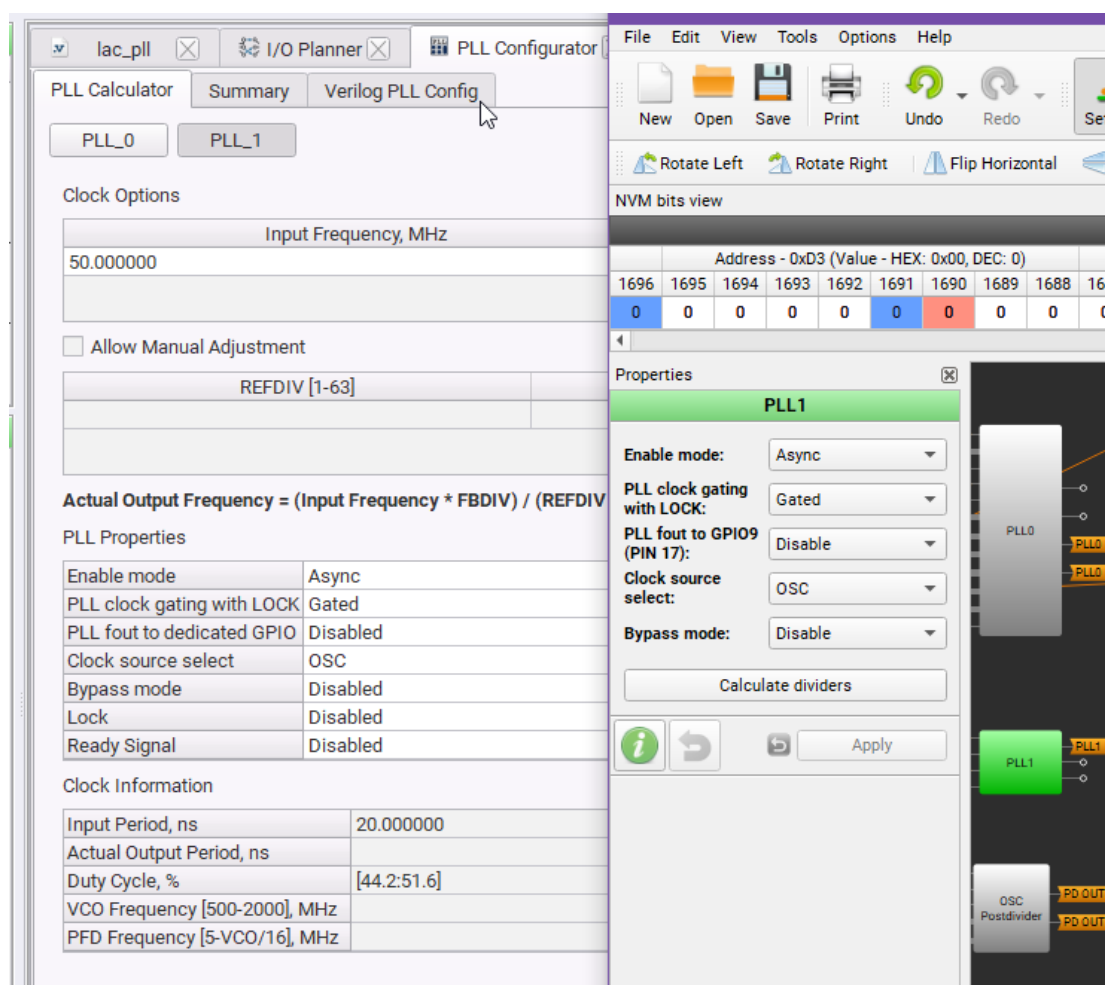 lac_pll
I/O Planner
PLL Configurator
PLL Calculator
Summary
Verilog PLL Config
PLL_0
PLL_1
Clock Options
Input Frequency, MHz
50.000000
Allow Manual Adjustment
REFDIV [1-63]
Actual Output Frequency = (Input Frequency * FBDIV) / (REFDIV
PLL Properties
Enable mode Async
PLL clock gating with LOCK Gated
PLL fout to dedicated GPIO Disabled
Clock source select OSC
Bypass mode Disabled
Lock Disabled
Ready Signal Disabled
Clock Information
Input Period, ns 20.000000
Actual Output Period, ns
Duty Cycle, % [44.2:51.6]
VCO Frequency [500-2000], MHz
PFD Frequency [5-VCO/16], MHz
File Edit View Tools Options Help
New Open Save Print Undo Redo
Rotate Left Rotate Right Flip Horizontal
NVM bits view
Address - 0xD3 (Value - HEX: 0x00, DEC: 0)
1696 1695 1694 1693 1692 1691 1690 1689 1688
0 0 0 0 0 0 0 0 0
Properties
PLL1
Enable mode: Async
PLL clock gating
with LOCK: Gated
PLL fout to GPIO9
(PIN 17): Disable
Clock source
select: OSC
Bypass mode: Disable
Calculate dividers
Apply
PLL0
PLL0
PLL0
PLL1
PLL1
OSC
Postdivider
PD OUT
PD OUT